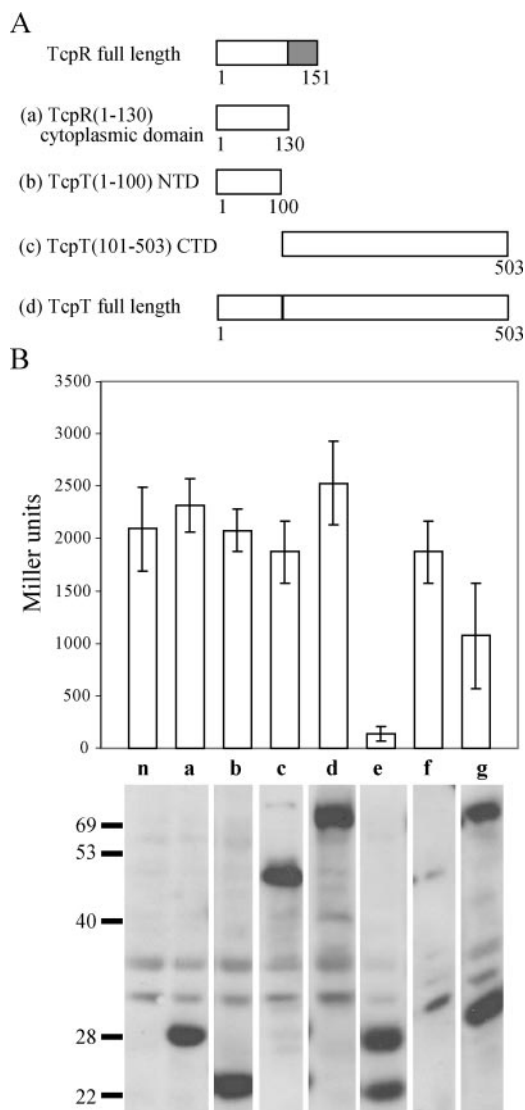 A
TcpR full length
1 151
(a) TcpR(1-130)
cytoplasmic domain
1 130
(b) TcpT(1-100) NTD
1 100
(c) TcpT(101-503) CTD
503
(d) TcpT full length
1 503
B
Miller units
3500
3000
2500
2000
1500
1000
500
0
n a b c d e f g
69
53
40
28
22